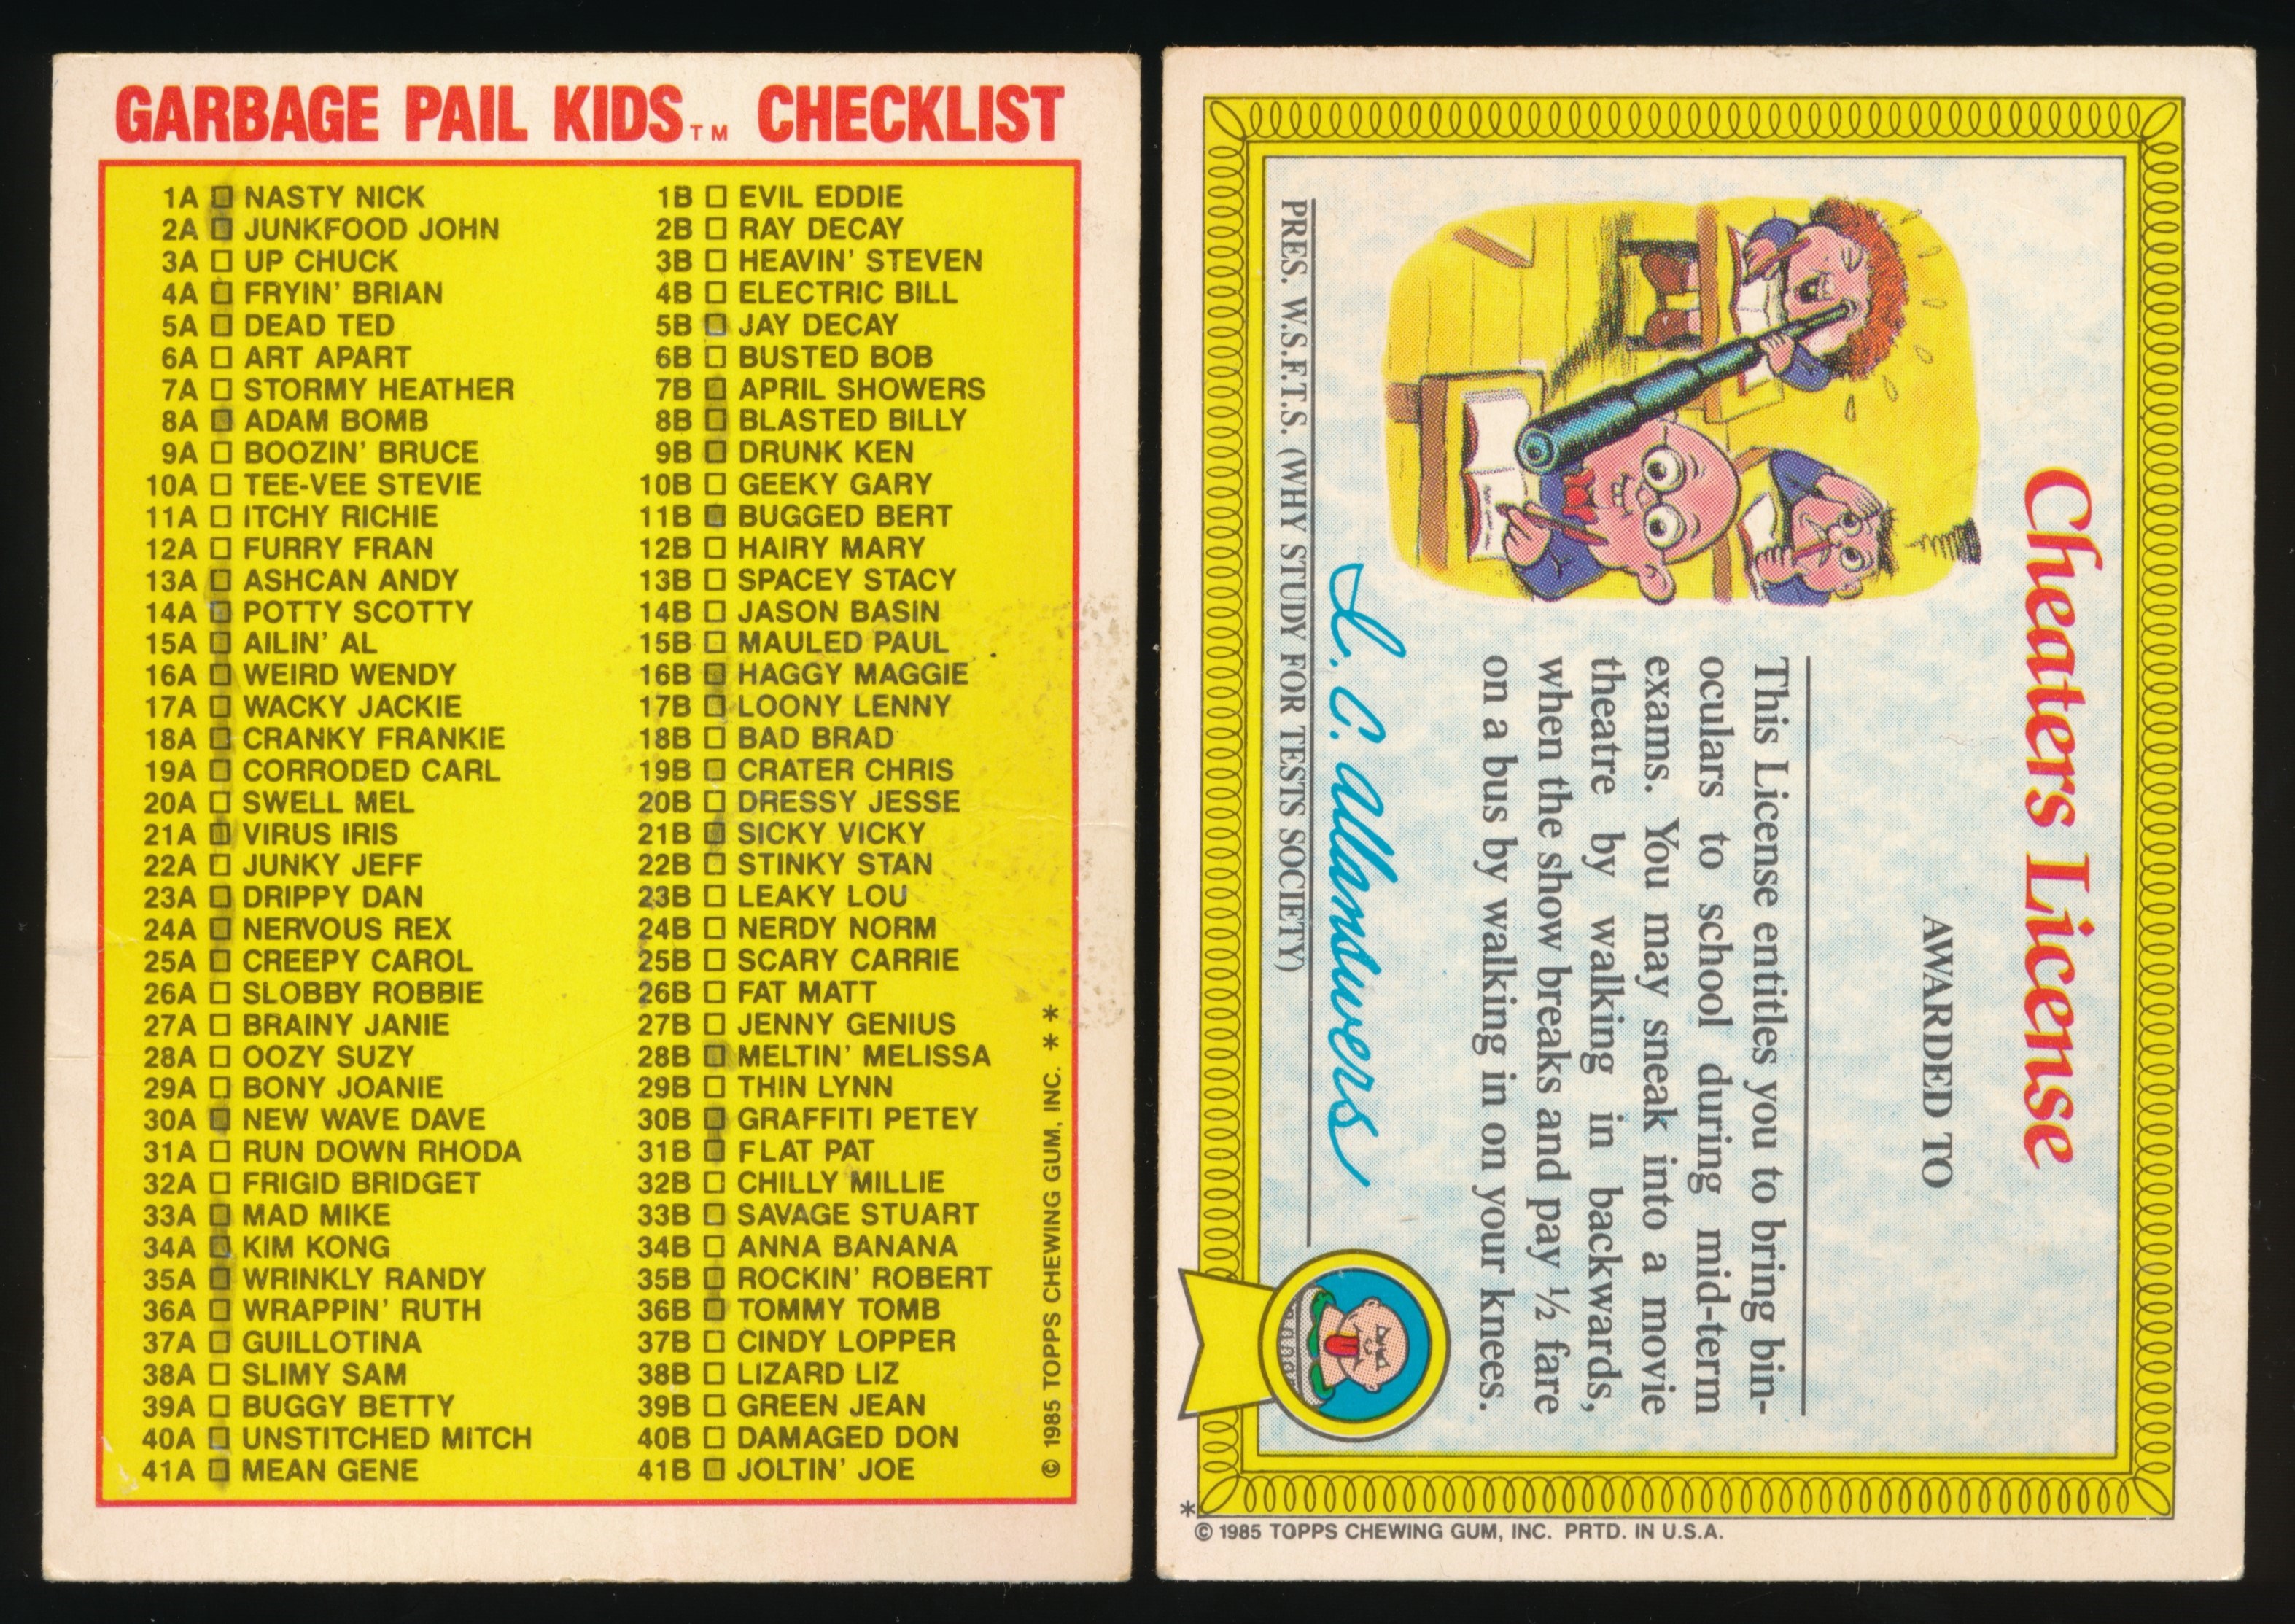 GARBAGE PAIL KIDS TM CHECKLIST
1A NASTY NICK
2A JUNKFOOD JOHN
3A UP CHUCK
4A FRYIN' BRIAN
5A DEAD TED
6A ART APART
7A STORMY HEATHER
8A ADAM BOMB
9A BOOZIN' BRUCE
10A TEE-VEE STEVIE
11A ITCHY RICHIE
12A FURRY FRAN
13A ASHCAN ANDY
14A POTTY SCOTTY
15A AILIN' AL
16A WEIRD WENDY
17A WACKY JACKIE
18A CRANKY FRANKIE
19A CORRODED CARL
20A SWELL MEL
21A VIRUS IRIS
22A JUNKY JEFF
23A DRIPPY DAN
24A NERVOUS REX
25A CREEPY CAROL
26A SLOBBY ROBBIE
27A BRAINY JANIE
28A OOZY SUZY
29A BONY JOANIE
30A NEW WAVE DAVE
31A RUN DOWN RHODA
32A FRIGID BRIDGET
33A MAD MIKE
34A KIM KONG
35A WRINKLY RANDY
36A WRAPPIN' RUTH
37A GUILLOTINA
38A SLIMY SAM
39A BUGGY BETTY
40A UNSTITCHED MITCH
41A MEAN GENE
1B EVIL EDDIE
2B RAY DECAY
3B HEAVIN' STEVEN
4B ELECTRIC BILL
5B JAY DECAY
6B BUSTED BOB
7B APRIL SHOWERS
8B BLASTED BILLY
9B DRUNK KEN
10B GEEKY GARY
11B BUGGED BERT
12B HAIRY MARY
13B SPACEY STACY
14B JASON BASIN
15B MAULED PAUL
16B HAGGY MAGGIE
17B LOONY LENNY
18B BAD BRAD
19B CRATER CHRIS
20B DRESSY JESSE
21B SICKY VICKY
22B STINKY STAN
23B LEAKY LOU
24B NERDY NORM
25B SCARY CARRIE
26B FAT MATT
27B JENNY GENIUS
28B MELTIN' MELISSA
29B THIN LYNN
30B GRAFFITI PETEY
31B FLAT PAT
32B CHILLY MILLIE
33B SAVAGE STUART
34B ANNA BANANA
35B ROCKIN' ROBERT
36B TOMMY TOMB
37B CINDY LOPPER
38B LIZARD LIZ
39B GREEN JEAN
40B DAMAGED DON
41B JOLTIN' JOE
© 1985 TOPPS CHEWING GUM, INC. * *
Cheaters License
AWARDED TO
This License entitles you to bring bin-
oculars to school during mid-term
exams. You may sneak into a movie
theatre by walking in backwards,
when the show breaks and pay ½ fare
on a bus by walking in on your knees.
I. C. Allanswers
PRES. W.S.F.T.S. (WHY STUDY FOR TESTS SOCIETY)
*
© 1985 TOPPS CHEWING GUM, INC. PRTD. IN U.S.A.